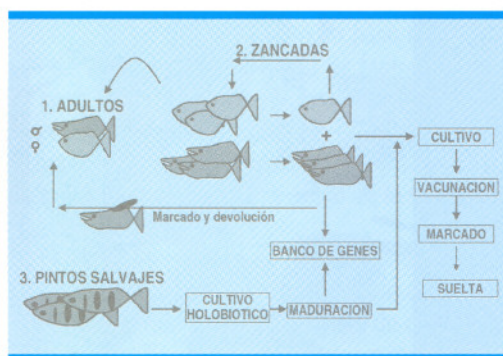 2. ZANCADAS
1. ADULTOS
♂
♀
+
CULTIVO
VACUNACION
Marcado y devolución
MARCADO
BANCO DE GENES
3. PINTOS SALVAJES
SUELTA
CULTIVO
HOLOBIOTICO
MADURACION